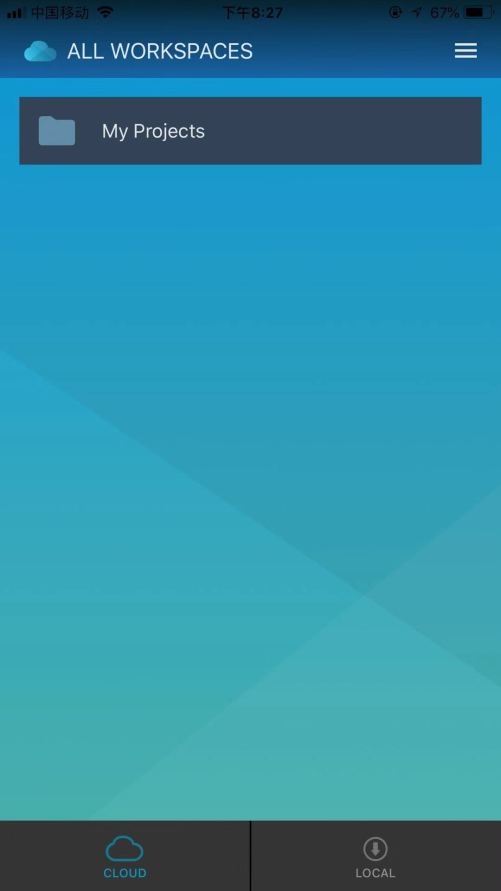 中国移动 下午8:27 67%
ALL WORKSPACES
My Projects
CLOUD LOCAL